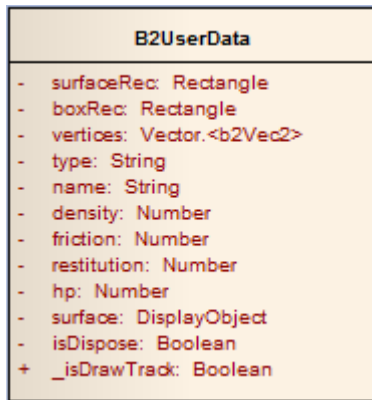 B2UserData
- surfaceRec: Rectangle
- boxRec: Rectangle
- vertices: Vector.<b2Vec2>
- type: String
- name: String
- density: Number
- friction: Number
- restitution: Number
- hp: Number
- surface: DisplayObject
- isDispose: Boolean
+ _isDrawTrack: Boolean